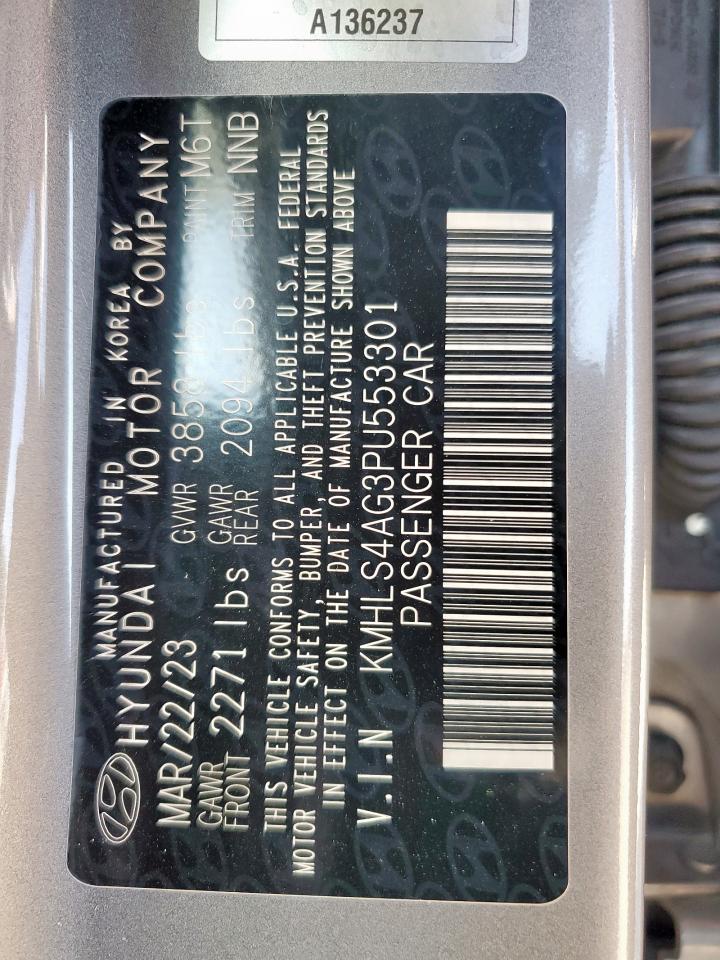 A136237
MANUFACTURED IN KOREA BY
HYUNDAI MOTOR COMPANY
MAR/22/23 GVWR 3858 lbs PAINT M6T
GAWR FRONT 2271 lbs GAWR REAR 2094 lbs TRIM NNB
THIS VEHICLE CONFORMS TO ALL APPLICABLE U.S.A. FEDERAL
MOTOR VEHICLE SAFETY, BUMPER, AND THEFT PREVENTION STANDARDS
IN EFFECT ON THE DATE OF MANUFACTURE SHOWN ABOVE
V.I.N KMHLS4AG3PU553301
PASSENGER CAR